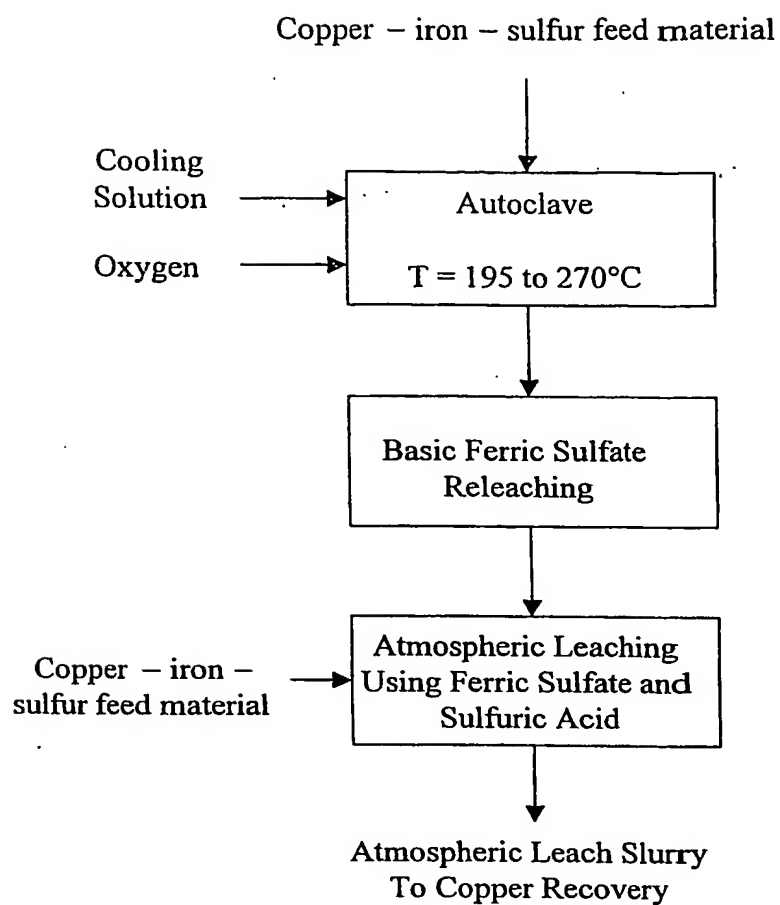 Copper – iron – sulfur feed material
Cooling
Solution
Oxygen
Autoclave
T = 195 to 270°C
Basic Ferric Sulfate
Releaching
Copper – iron –
sulfur feed material
Atmospheric Leaching
Using Ferric Sulfate and
Sulfuric Acid
Atmospheric Leach Slurry
To Copper Recovery